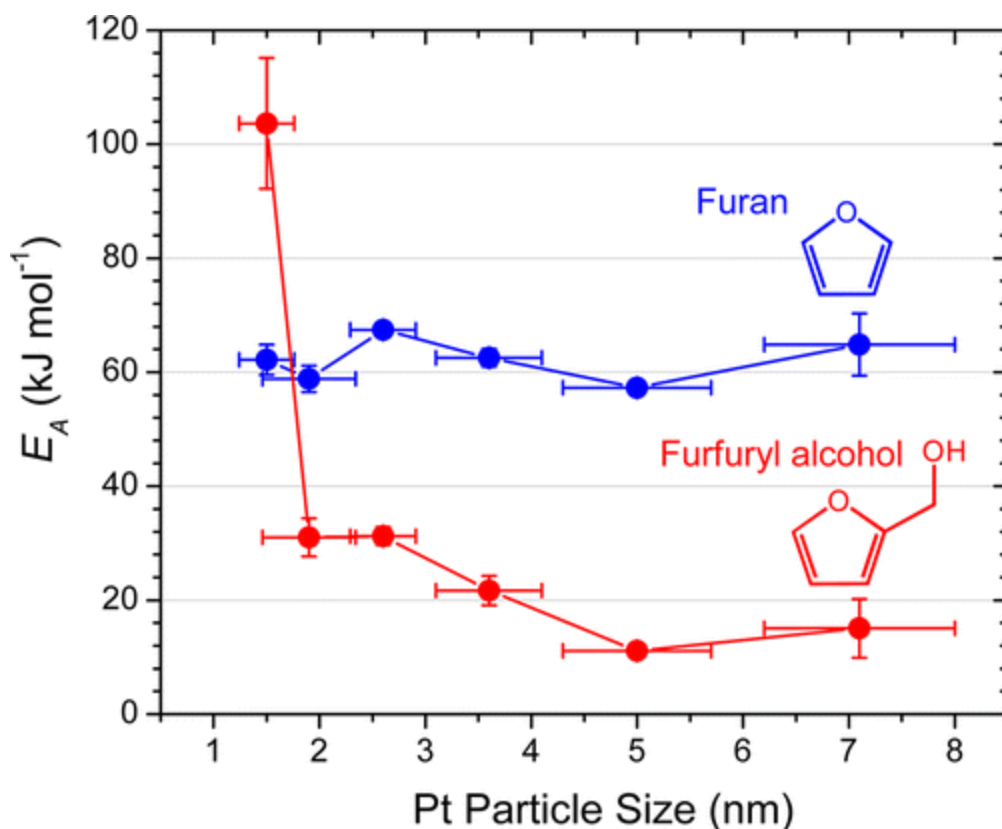 120
100
80
60
40
20
0
E_A (kJ mol⁻¹)
Furan
O
Furfuryl alcohol
OH
O
1 2 3 4 5 6 7 8
Pt Particle Size (nm)